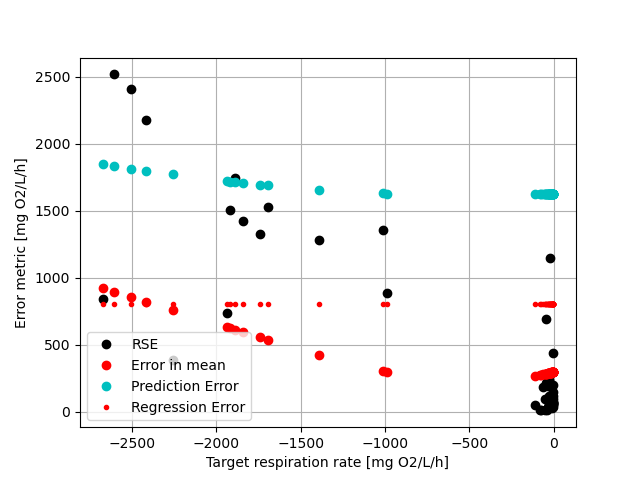 2500
2000
1500
1000
500
0
Error metric [mg O2/L/h]
RSE
Error in mean
Prediction Error
Regression Error
−2500
−2000
−1500
−1000
−500
0
Target respiration rate [mg O2/L/h]